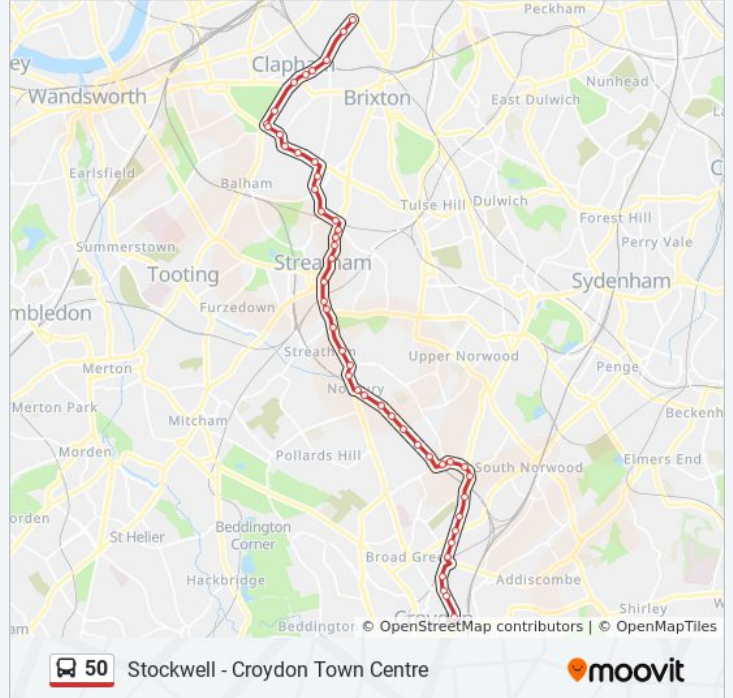 Peckham
ey
Clapham
Nunhead
Wandsworth
Brixton
East Dulwich
Earlsfield
Balham
Tulse Hill
Dulwich
Forest Hill
Summerstown
Perry Vale
Streatham
Tooting
Sydenham
Furzedown
mbledon
Streatham
Upper Norwood
Merton
Penge
Norbury
Merton Park
Beckenh
Mitcham
Morden
Pollards Hill
South Norwood
Elmers End
orden
St Helier
Beddington
Corner
Broad Green
Hackbridge
Addiscombe
Shirley
W
Croydon
am
Beddington
© OpenStreetMap contributors | © OpenMapTiles
50 Stockwell - Croydon Town Centre
moovit